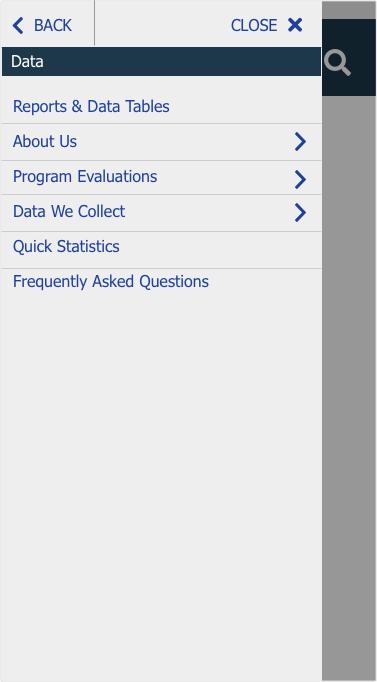 BACK CLOSE
Data
Reports & Data Tables
About Us
Program Evaluations
Data We Collect
Quick Statistics
Frequently Asked Questions